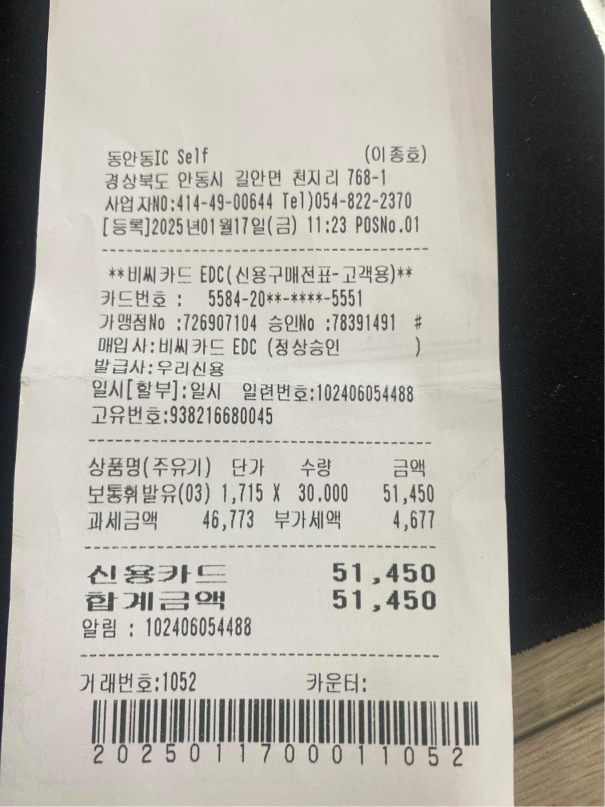 동안동IC Self (이종호)
경상북도 안동시 길안면 천지리 768-1
사업자NO:414-49-00644 Tel)054-822-2370
[등록]2025년01월17일(금) 11:23 POSNo.01
**비씨카드 EDC(신용구매전표-고객용)**
카드번호 : 5584-20**-****-5551
가맹점No :726907104 승인No :78391491 #
매입사:비씨카드 EDC (정상승인 )
발급사:우리신용
일시[할부]:일시 일련번호:102406054488
고유번호:938216680045
상품명(주유기) 단가 수량 금액
보통휘발유(03) 1,715 X 30.000 51,450
과세금액 46,773 부가세액 4,677
신용카드 51,450
합계금액 51,450
알림 : 102406054488
거래번호:1052 카운터:
2025011700011052